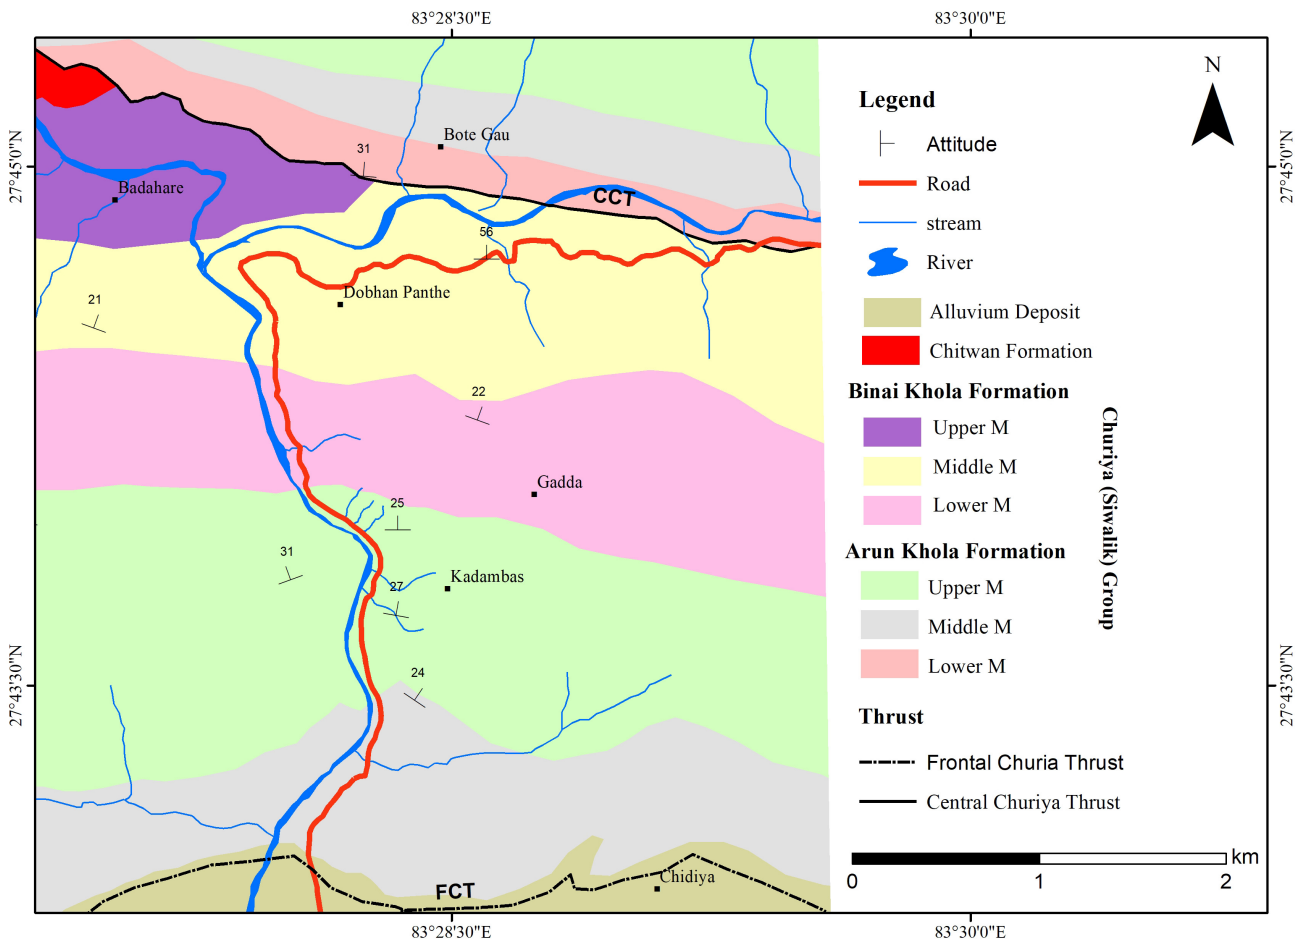 83°28'30"E
83°30'0"E
27°45'0"N
27°45'0"N
27°43'30"N
27°43'30"N
83°28'30"E
83°30'0"E
Bote Gau
31
Badahare
CCT
56
Dobhan Panthe
21
22
Gadda
25
31
27
Kadambas
24
Chidiya
FCT
N
Legend
Attitude
Road
stream
River
Alluvium Deposit
Chitwan Formation
Binai Khola Formation
Upper M
Middle M
Lower M
Arun Khola Formation
Upper M
Middle M
Lower M
Churiya (Siwalik) Group
Thrust
Frontal Churia Thrust
Central Churiya Thrust
km
0 1 2